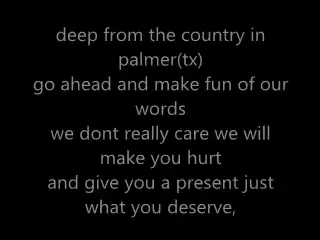 deep from the country in
palmer(tx)
go ahead and make fun of our
words
we dont really care we will
make you hurt
and give you a present just
what you deserve,